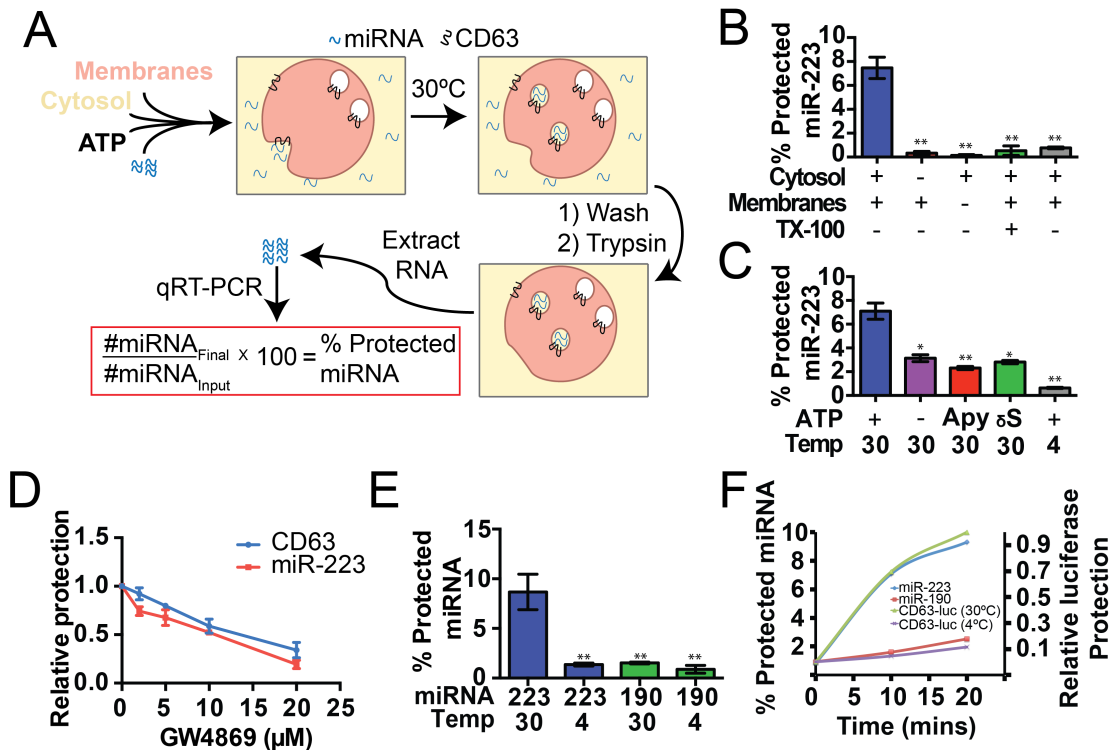 A
miRNA CD63
Membranes
Cytosol
ATP
30ºC
1) Wash
2) Trypsin
Extract
RNA
qRT-PCR
#miRNA Final X 100 = % Protected
#miRNA Input miRNA
B
% Protected
miR-223
10
8
6
4
2
0
** ** ** **
Cytosol + - + + +
Membranes + + - + +
TX-100 - - - + -
C
% Protected
miR-223
10
8
6
4
2
0
* ** * **
ATP + - Apy δS +
Temp 30 30 30 30 4
D
Relative protection
1.5
1.0
0.5
0.0
CD63
miR-223
0 5 10 15 20 25
GW4869 (µM)
E
% Protected
miRNA
15
10
5
0
** ** **
miRNA 223 223 190 190
Temp 30 4 30 4
F
% Protected miRNA
10
8
6
4
2
miR-223
miR-190
CD63-luc (30ºC)
CD63-luc (4ºC)
0.9
0.7
0.5
0.3
0.1
Relative luciferase
Protection
0 5 10 15 20
Time (mins)